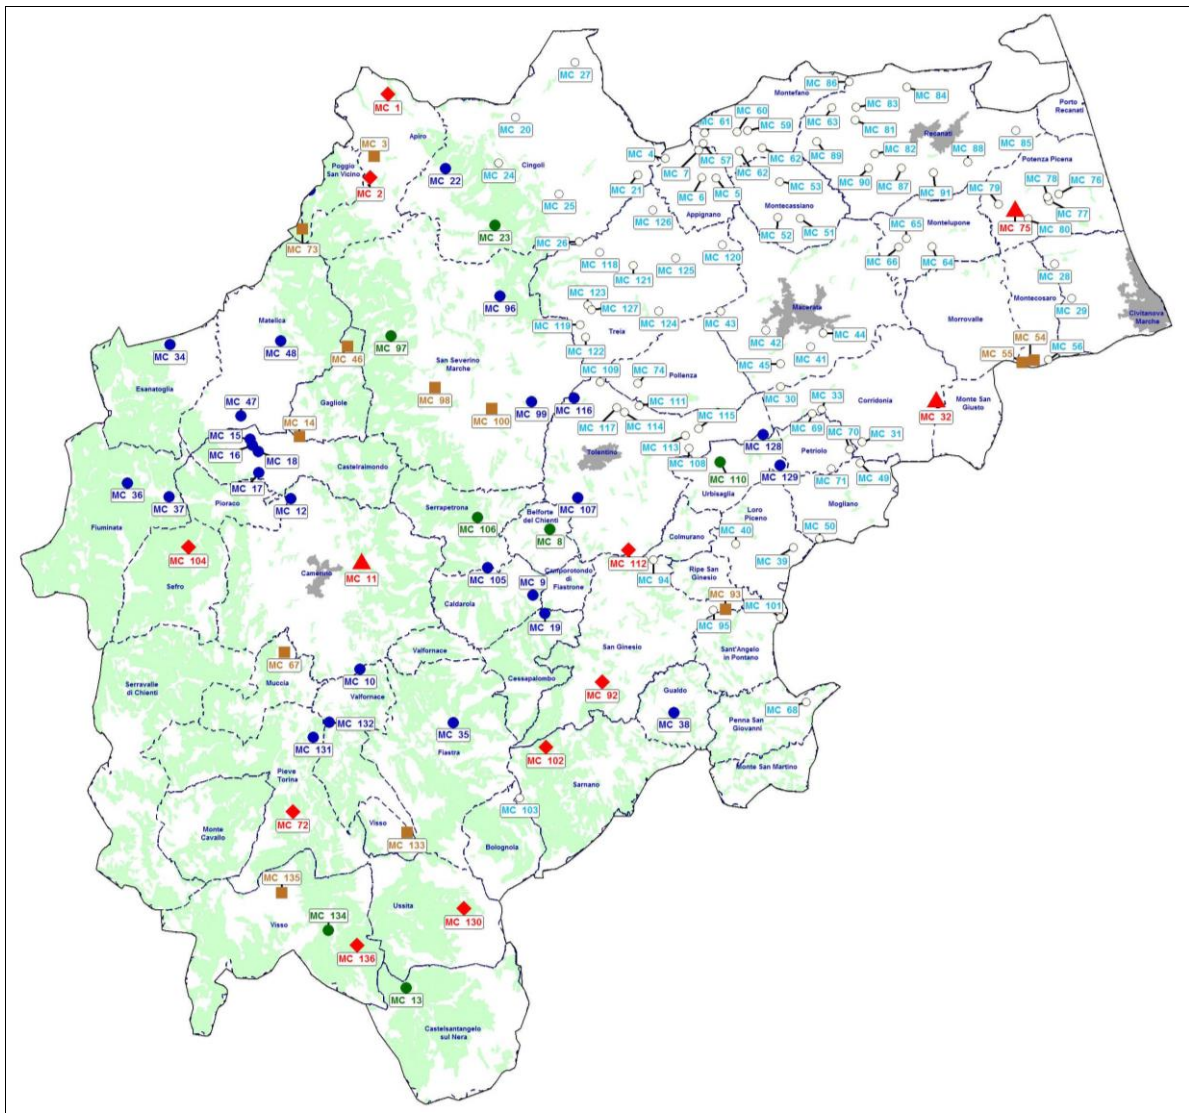 MC 27
MC 1
MC 86
MC 84
Montefano
MC 60
MC 83
MC 61
MC 59
MC 63
Porto
Recanati
Apiro
MC 20
MC 81
Recanati
MC 3
Cingoli
MC 4
MC 57
MC 62
MC 89
MC 82
MC 88
MC 85
Poggio
San Vicino
MC 22
MC 24
MC 7
MC 62
Potenza Picena
MC 2
MC 21
MC 6
MC 5
MC 53
MC 90
MC 87
MC 91
MC 79
MC 78
MC 76
MC 25
Appignano
Montecassiano
MC 77
MC 126
MC 52
MC 51
MC 65
Montelupone
MC 75
MC 80
MC 23
MC 26
MC 73
MC 118
MC 125
MC 120
MC 66
MC 64
MC 121
MC 28
MC 123
MC 96
MC 127
MC 124
MC 43
Macerata
Montecosaro
MC 29
Civitanova
Marche
Matelica
MC 119
Treia
Morrovalle
MC 34
MC 48
MC 46
MC 97
MC 122
MC 42
MC 44
MC 41
MC 54
MC 56
MC 55
San Severino
Marche
MC 109
MC 74
Pollenza
MC 45
Esanatoglia
Gagliole
MC 98
MC 30
MC 33
Corridonia
Monte San
Giusto
MC 47
MC 100
MC 99
MC 116
MC 111
MC 115
MC 32
MC 14
MC 117
MC 114
MC 69
MC 70
MC 31
MC 15
MC 16
MC 18
MC 113
MC 128
Petriolo
Tolentino
MC 108
Castelraimondo
MC 110
MC 129
MC 71
MC 49
MC 36
MC 37
MC 17
Pioraco
MC 12
Urbisaglia
Serrapetrona
Belforte
del Chienti
MC 107
Loro
Piceno
Mogliano
Fiuminata
MC 106
MC 8
Colmurano
MC 40
MC 50
MC 104
MC 112
MC 39
Camerino
MC 11
MC 105
Camporotondo
di
Fiastrone
MC 94
Ripe San
Ginesio
Sefro
MC 9
MC 93
Caldarola
MC 101
MC 19
MC 95
San Ginesio
Sant'Angelo
in Pontano
Valfornace
MC 67
Cessapalombo
MC 10
Serravalle
di Chienti
Muccia
Valfornace
MC 92
Gualdo
MC 68
MC 132
MC 38
Penna San
Giovanni
MC 131
MC 35
Fiastra
MC 102
Monte San Martino
Pieve
Torina
Sarnano
MC 103
MC 72
Visso
Monte
Cavallo
MC 133
Bolognola
MC 135
Ussita
MC 134
MC 130
Visso
MC 136
MC 13
Castelsantangelo
sul Nera